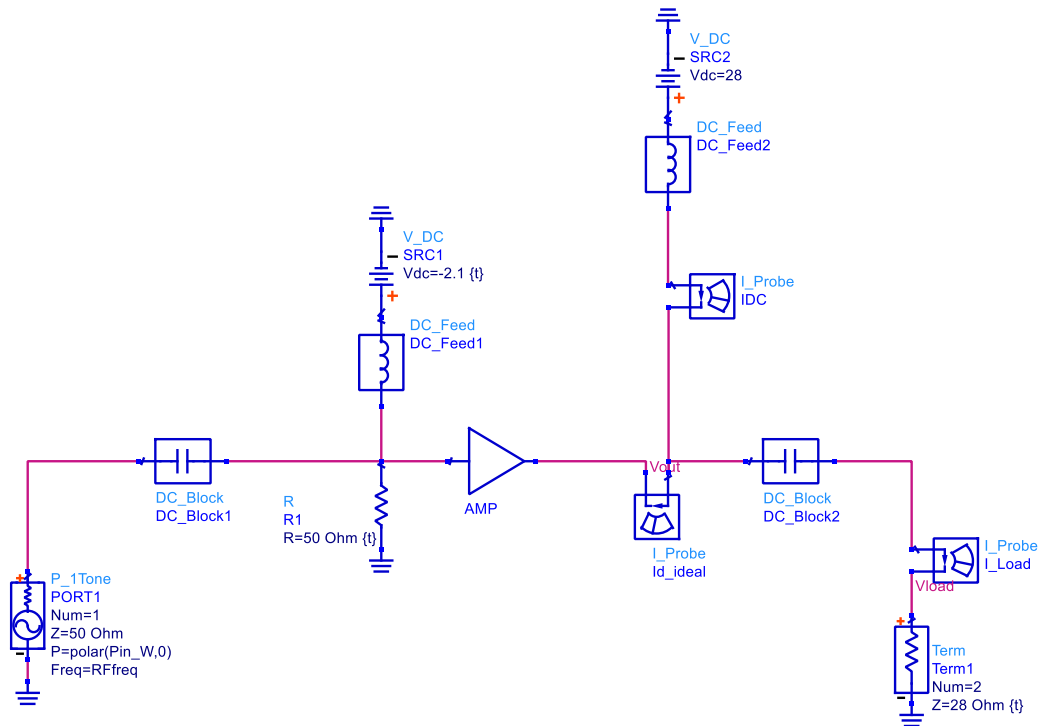 V_DC
SRC2
Vdc=28
DC_Feed
DC_Feed2
V_DC
SRC1
Vdc=-2.1 {t}
I_Probe
IDC
DC_Feed
DC_Feed1
Vout
DC_Block
DC_Block1
R
R1
R=50 Ohm {t}
AMP
DC_Block
DC_Block2
I_Probe
Id_ideal
I_Probe
I_Load
Vload
P_1Tone
PORT1
Num=1
Z=50 Ohm
P=polar(Pin_W,0)
Freq=RFfreq
Term
Term1
Num=2
Z=28 Ohm {t}